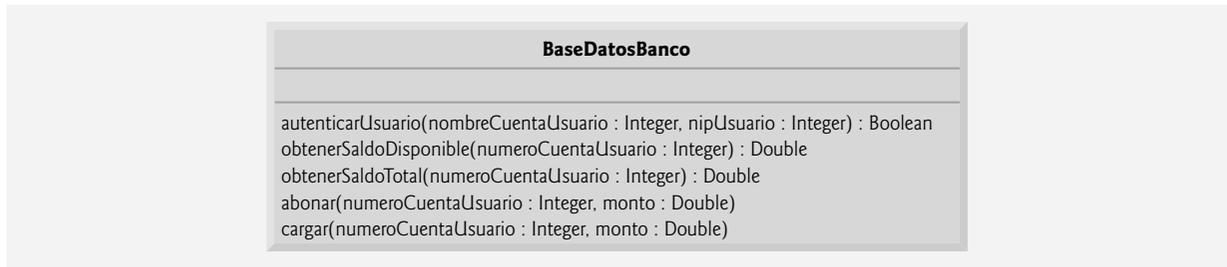 BaseDatosBanco
autenticarUsuario(nombreCuentaUsuario : Integer, nipUsuario : Integer) : Boolean
obtenerSaldoDisponible(numeroCuentaUsuario : Integer) : Double
obtenerSaldoTotal(numeroCuentaUsuario : Integer) : Double
abonar(numeroCuentaUsuario : Integer, monto : Double)
cargar(numeroCuentaUsuario : Integer, monto : Double)